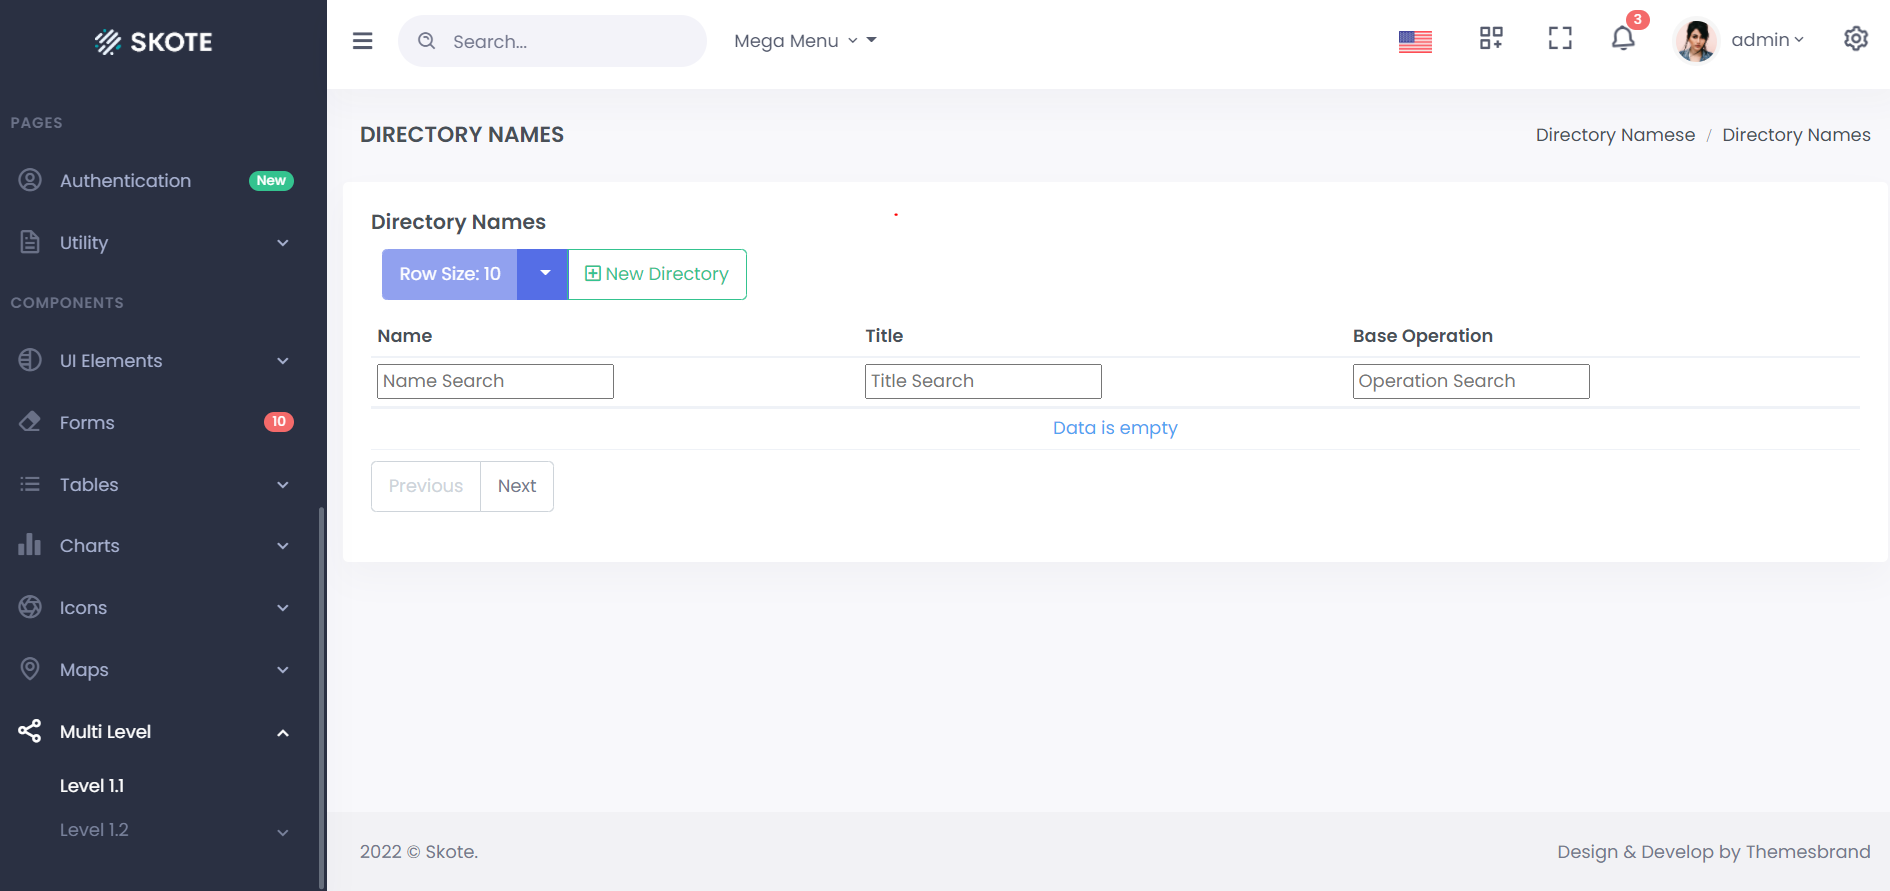 SKOTE
Search...
Mega Menu
3
admin
PAGES
Authentication
New
Utility
COMPONENTS
UI Elements
Forms
10
Tables
Charts
Icons
Maps
Multi Level
Level 1.1
Level 1.2
DIRECTORY NAMES
Directory Namese / Directory Names
Directory Names
Row Size: 10
New Directory
Name Title Base Operation
Name Search Title Search Operation Search
Data is empty
Previous Next
2022 © Skote.
Design & Develop by Themesbrand